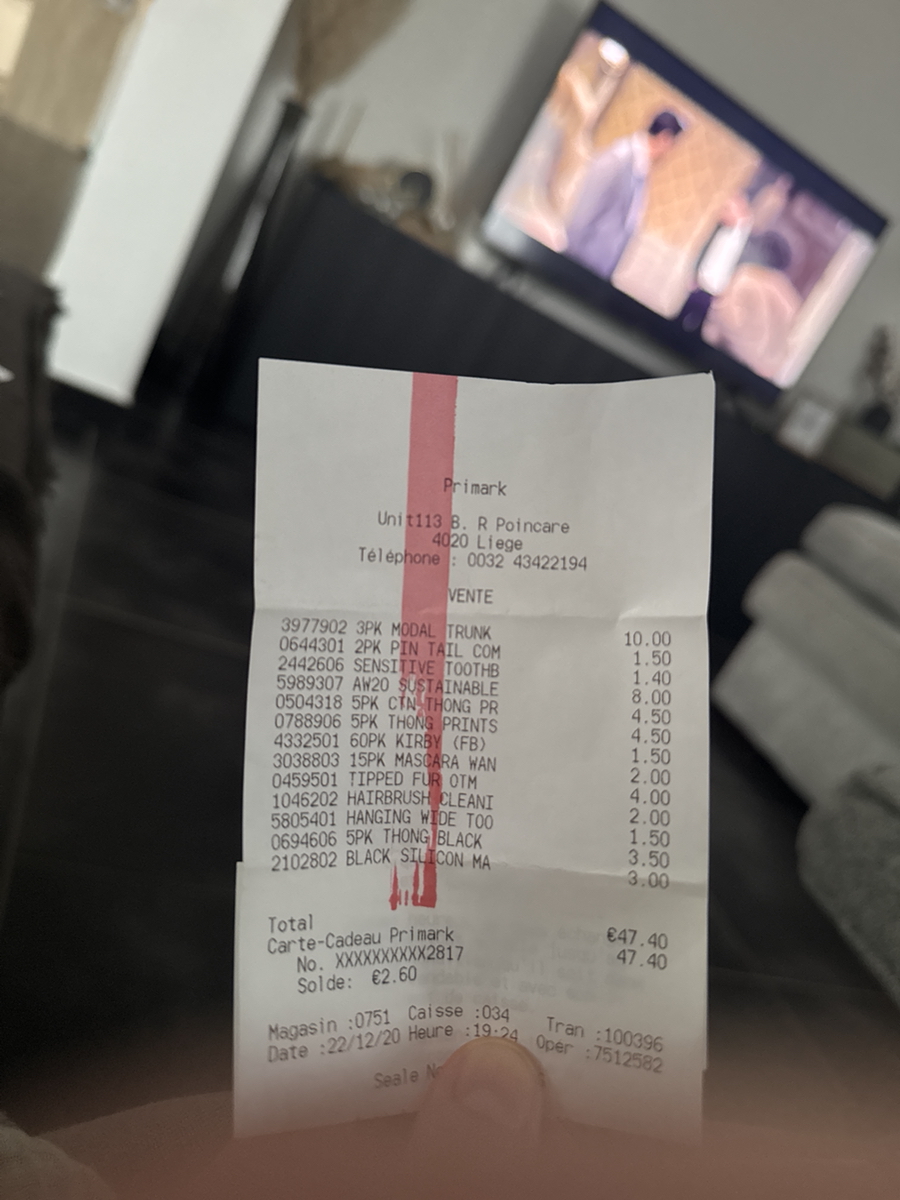 Primark
Unit113 B. R Poincare
4020 Liege
Téléphone : 0032 43422194
VENTE
3977902 3PK MODAL TRUNK 10.00
0644301 2PK PIN TAIL COM 1.50
2442606 SENSITIVE TOOTHB 1.40
5989307 AW20 SUSTAINABLE 8.00
0504318 5PK CTN THONG PR 4.50
0788906 5PK THONG PRINTS 4.50
4332501 60PK KIRBY (FB) 1.50
3038803 15PK MASCARA WAN 2.00
0459501 TIPPED FUR OTM 4.00
1046202 HAIRBRUSH CLEANI 2.00
5805401 HANGING WIDE TOO 1.50
0694606 5PK THONG BLACK 3.50
2102802 BLACK SILICON MA 3.00
Total €47.40
Carte-Cadeau Primark 47.40
No. XXXXXXXXXX2817
Solde: €2.60
Magasin :0751 Caisse :034 Tran :100396
Date :22/12/20 Heure :19:24 Oper :7512582
Seale